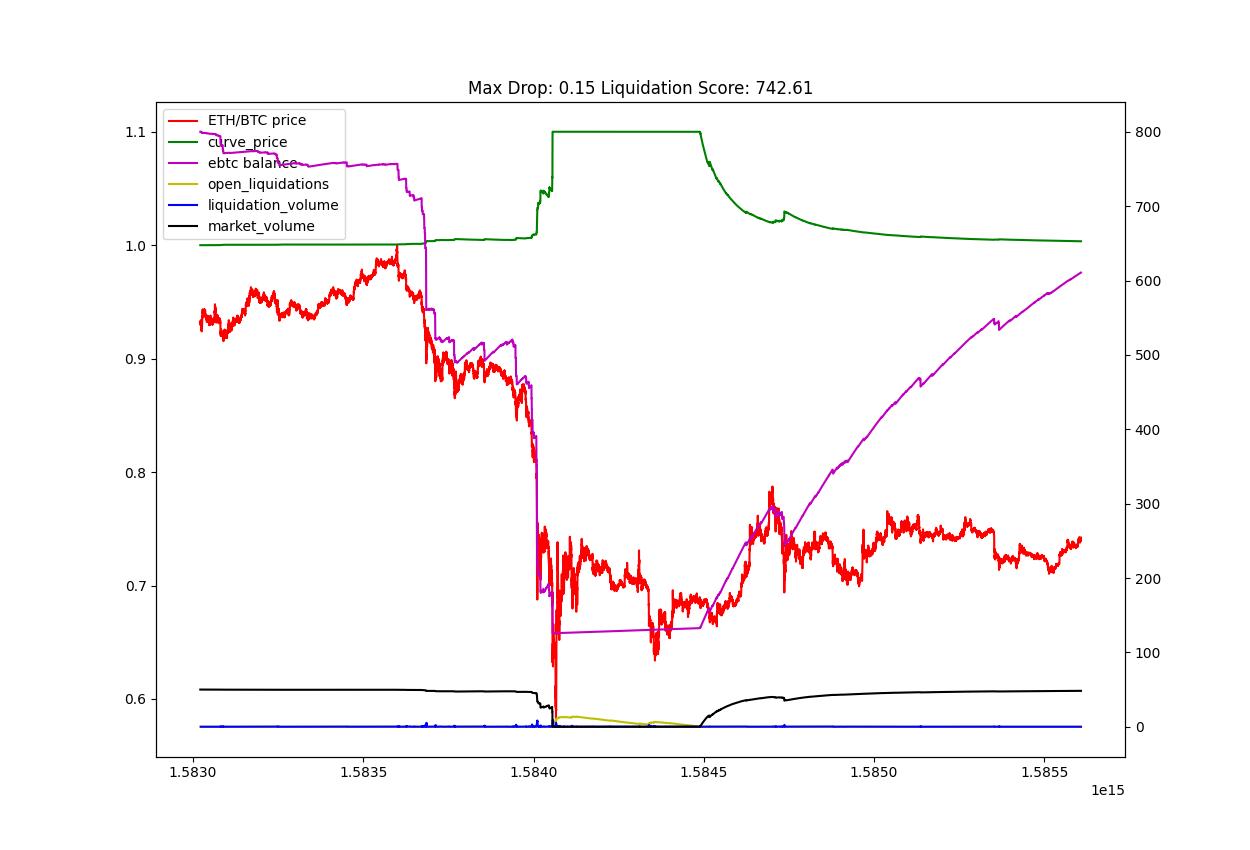 Max Drop: 0.15 Liquidation Score: 742.61
ETH/BTC price
curve_price
ebtc balance
open_liquidations
liquidation_volume
market_volume
1.1
1.0
0.9
0.8
0.7
0.6
800
700
600
500
400
300
200
100
0
1.5830 1.5835 1.5840 1.5845 1.5850 1.5855
1e15